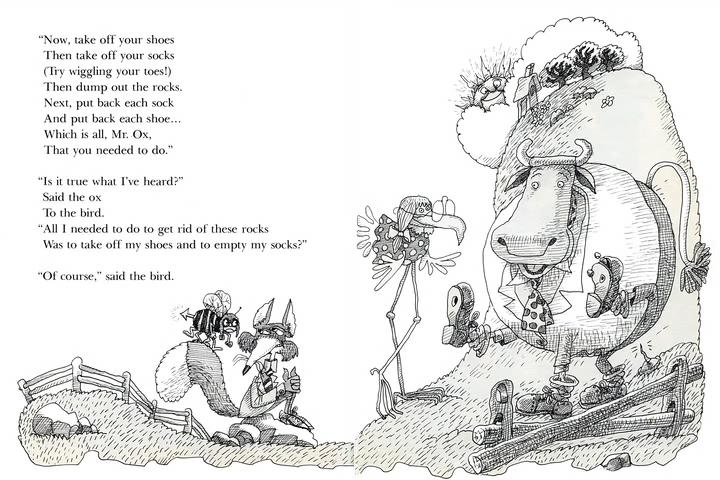 “Now, take off your shoes
Then take off your socks
(Try wiggling your toes!)
Then dump out the rocks.
Next, put back each sock
And put back each shoe…
Which is all, Mr. Ox,
That you needed to do.”
“Is it true what I’ve heard?”
Said the ox
To the bird.
“All I needed to do to get rid of these rocks
Was to take off my shoes and to empty my socks?”
“Of course,” said the bird.